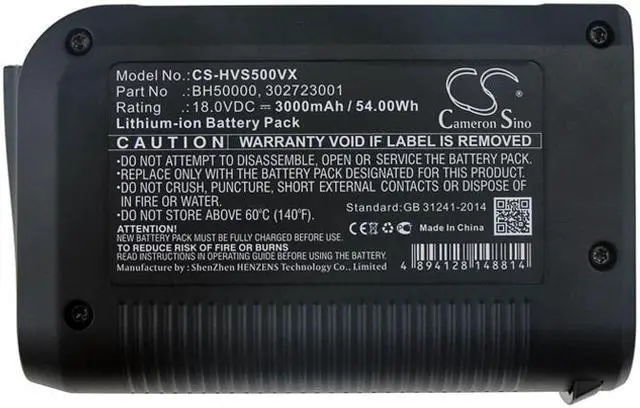 Model No.: CS-HVS500VX
Part No : BH50000, 302723001
Rating : 18.0VDC ⎓ 3000mAh / 54.00Wh
Lithium-ion Battery Pack
CS
Cameron Sino
CAUTION WARRANTY VOID IF LABEL IS REMOVED
•DO NOT ATTEMPT TO DISASSEMBLE, OPEN OR SERVICE THE BATTERY PACK.
•REPLACE ONLY WITH THE BATTERY PACK DESIGNATED FOR THIS PRODUCT.
•DO NOT CRUSH, PUNCTURE, SHORT EXTERNAL CONTACTS OR DISPOSE OF
IN FIRE OR WATER.
•DO NOT STORE ABOVE 60°C (140°F).
Standard:GB 31241-2014
ATTENTION!
NEW BATTERY PACK MUST BE FULLY CHARGED BEFORE USE.
TO REDUCE RISK OF FIRE OR BURNS
READ INSTRUCTIONS IN OPERATING GUIDE BEFORE USING THE BATTERY.
Manufacture by : ShenZhen HENZENS Technology Co., Limited
CE
Made In China
4 894128 148814